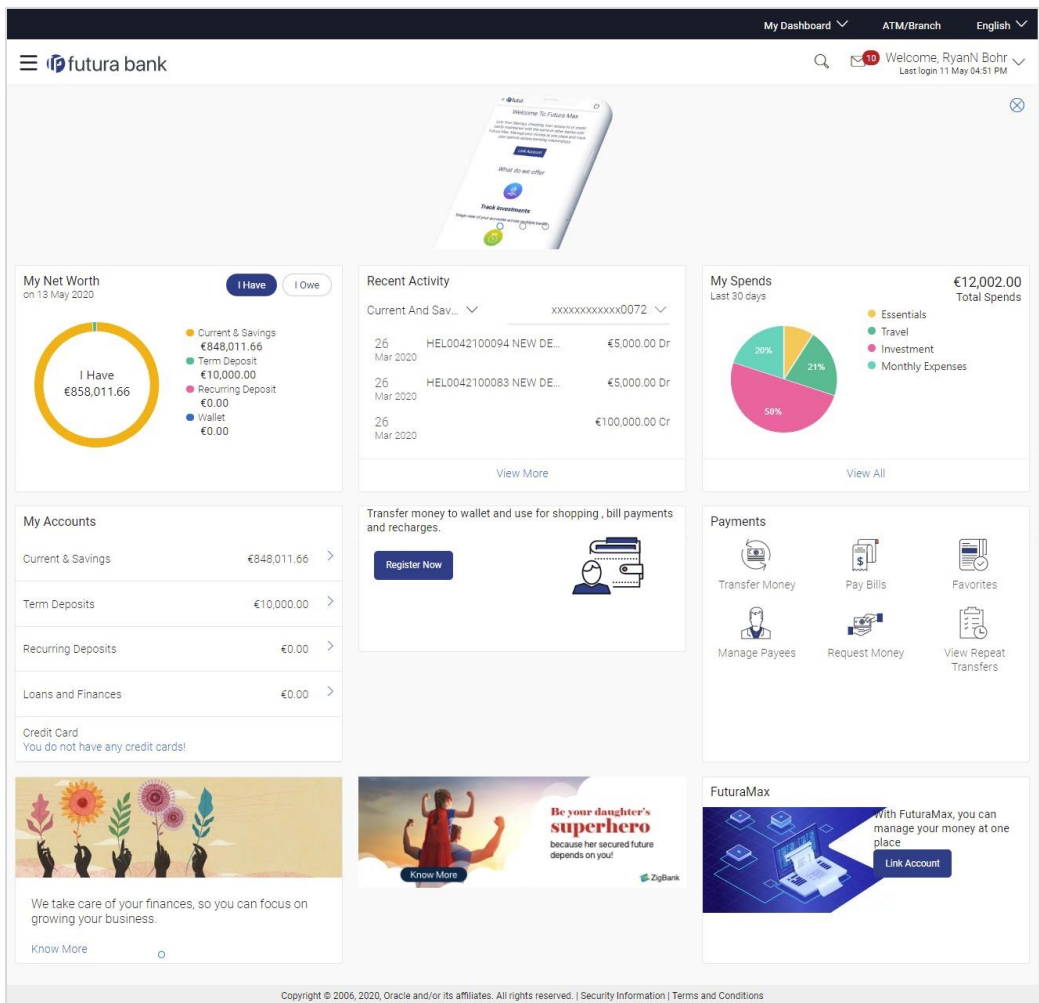 My Dashboard
ATM/Branch
English
futura bank
10
Welcome, RyanN Bohr
Last login 11 May 04:51 PM
futura
Welcome To Futura Max
Link Account
What do we offer
Track Investments
My Net Worth
on 13 May 2020
I Have
I Owe
I Have
€858,011.66
Current & Savings
€848,011.66
Term Deposit
€10,000.00
Recurring Deposit
€0.00
Wallet
€0.00
Recent Activity
Current And Sav...
xxxxxxxxxxxx0072
26
Mar 2020
HEL0042100094 NEW DE...
€5,000.00 Dr
26
Mar 2020
HEL0042100083 NEW DE...
€5,000.00 Dr
26
Mar 2020
€100,000.00 Cr
View More
My Spends
Last 30 days
€12,002.00
Total Spends
20%
21%
50%
Essentials
Travel
Investment
Monthly Expenses
View All
My Accounts
Current & Savings
€848,011.66
Term Deposits
€10,000.00
Recurring Deposits
€0.00
Loans and Finances
€0.00
Credit Card
You do not have any credit cards!
Transfer money to wallet and use for shopping , bill payments
and recharges.
Register Now
Payments
Transfer Money
Pay Bills
Favorites
Manage Payees
Request Money
View Repeat
Transfers
We take care of your finances, so you can focus on
growing your business.
Know More
Be your daughter's
superhero
because her secured future
depends on you!
Know More
ZigBank
FuturaMax
With FuturaMax, you can
manage your money at one
place
Link Account
Copyright © 2006, 2020, Oracle and/or its affiliates. All rights reserved. | Security Information | Terms and Conditions